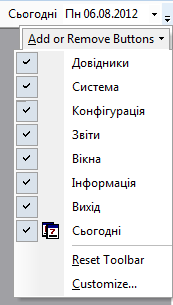 Сьогодні Пн 06.08.2012
Add or Remove Buttons
Довідники
Система
Конфігурація
Звіти
Вікна
Інформація
Вихід
7 Сьогодні
Reset Toolbar
Customize...